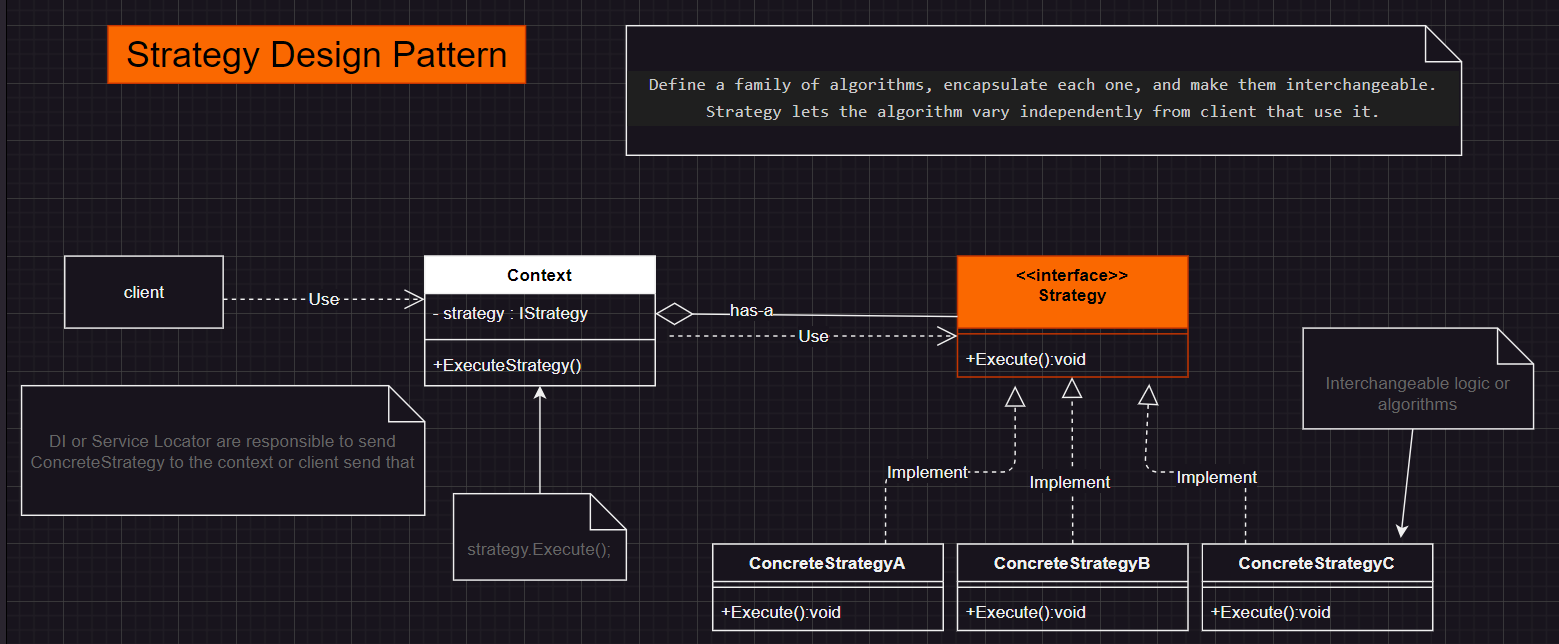 Strategy Design Pattern
Define a family of algorithms, encapsulate each one, and make them interchangeable.
Strategy lets the algorithm vary independently from client that use it.
client
Use
Context
- strategy : IStrategy
+ExecuteStrategy()
has-a
Use
<<interface>>
Strategy
+Execute():void
Interchangeable logic or
algorithms
DI or Service Locator are responsible to send
ConcreteStrategy to the context or client send that
strategy.Execute();
Implement
Implement
Implement
ConcreteStrategyA
+Execute():void
ConcreteStrategyB
+Execute():void
ConcreteStrategyC
+Execute():void